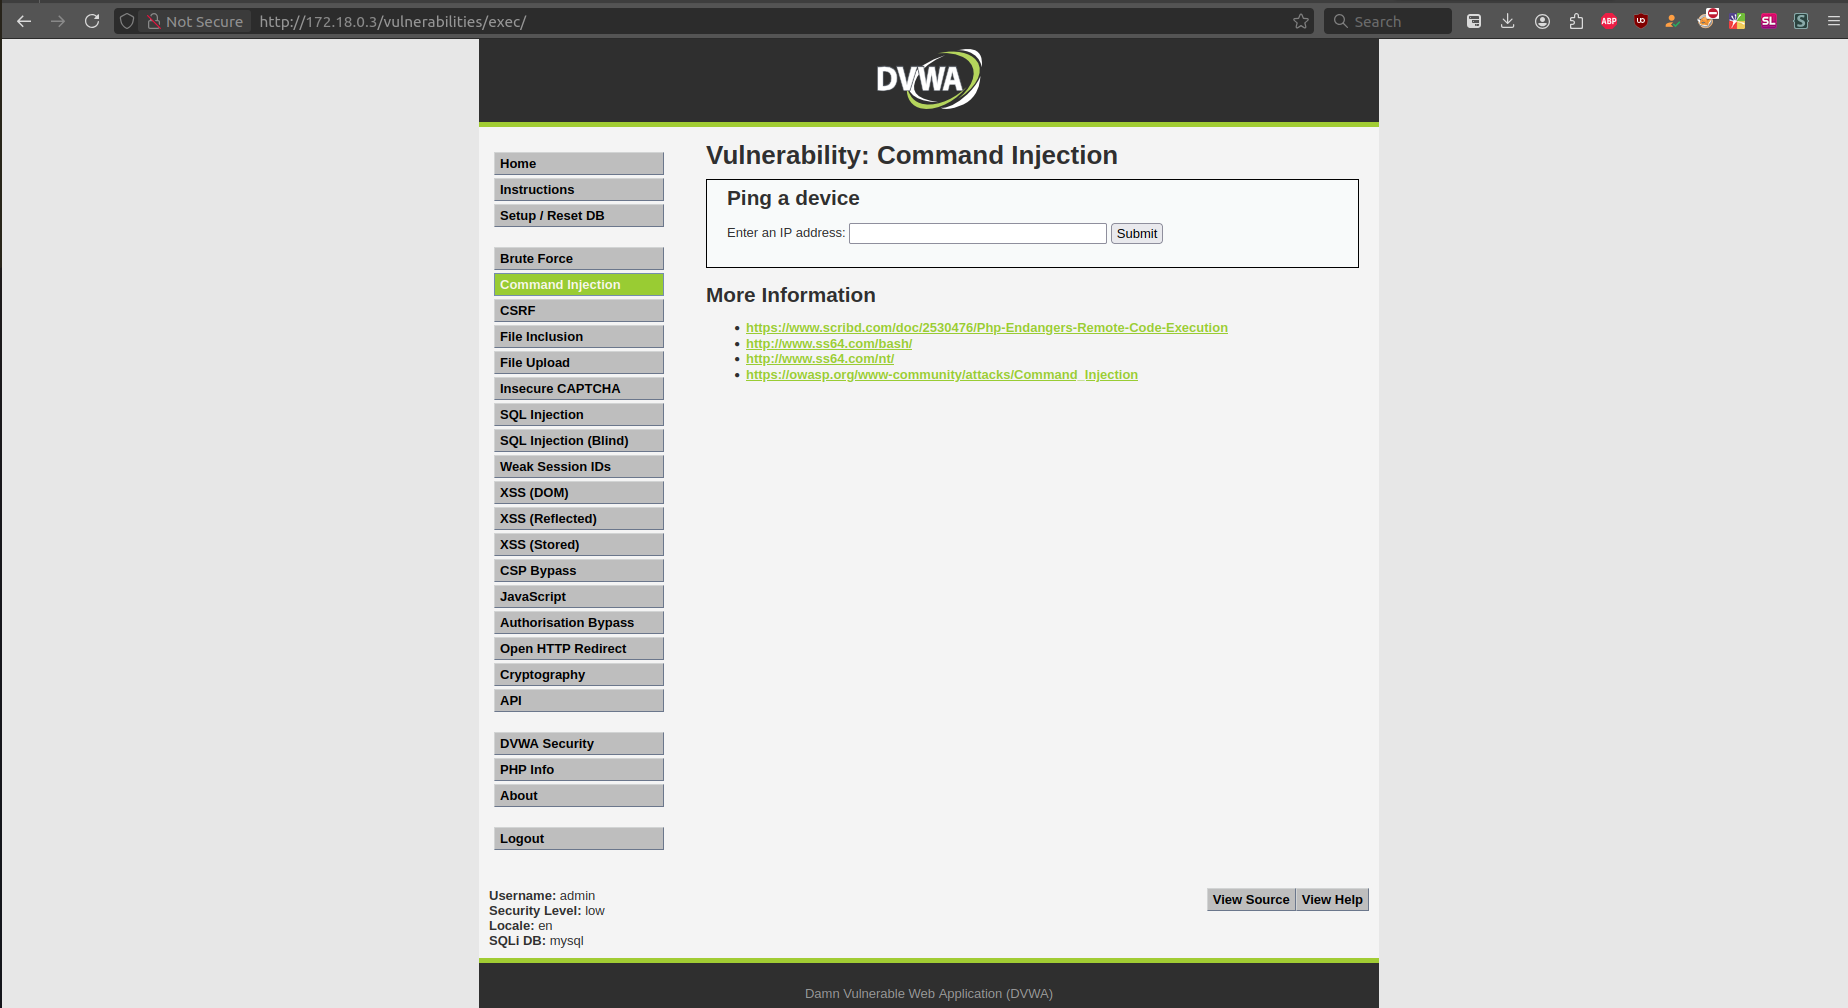 Not Secure http://172.18.0.3/vulnerabilities/exec/ Search ABP UD SL S
DVWA
Vulnerability: Command Injection
Home
Instructions
Setup / Reset DB
Brute Force
Command Injection
CSRF
File Inclusion
File Upload
Insecure CAPTCHA
SQL Injection
SQL Injection (Blind)
Weak Session IDs
XSS (DOM)
XSS (Reflected)
XSS (Stored)
CSP Bypass
JavaScript
Authorisation Bypass
Open HTTP Redirect
Cryptography
API
DVWA Security
PHP Info
About
Logout
Ping a device
Enter an IP address: Submit
More Information
https://www.scribd.com/doc/2530476/Php-Endangers-Remote-Code-Execution
http://www.ss64.com/bash/
http://www.ss64.com/nt/
https://owasp.org/www-community/attacks/Command_Injection
Username: admin
Security Level: low
Locale: en
SQLi DB: mysql
View Source View Help
Damn Vulnerable Web Application (DVWA)